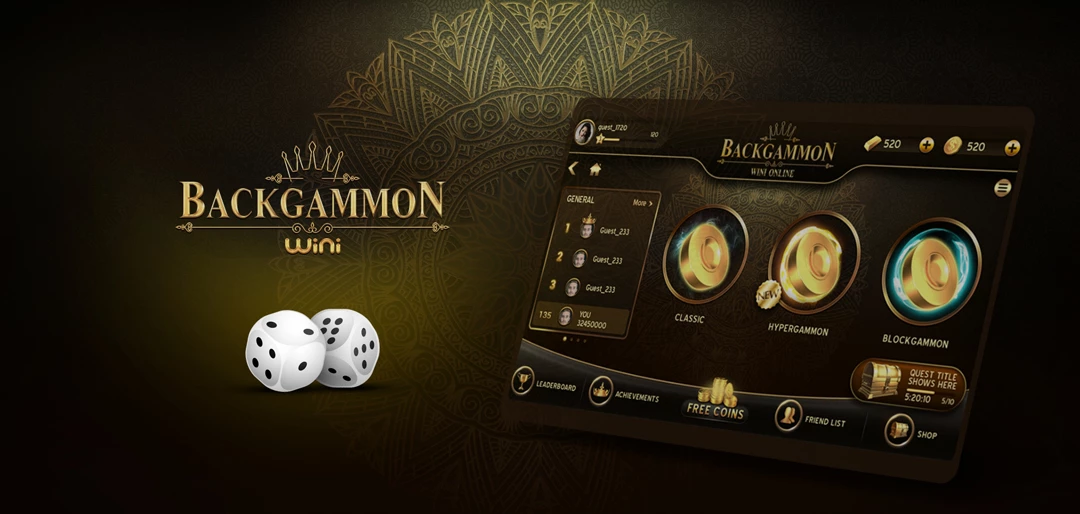 BACKGAMMON
wini
guest_1720
120
BACKGAMMON
WINI ONLINE
520
520
GENERAL
More >
1 Guest_233
2 Guest_233
3 Guest_233
135 YOU
32450000
CLASSIC
NEW
HYPERGAMMON
BLOCKGAMMON
QUEST TITLE
SHOWS HERE
5:20:10 5/10
LEADERBOARD
ACHIEVEMENTS
FREE COINS
FRIEND LIST
SHOP